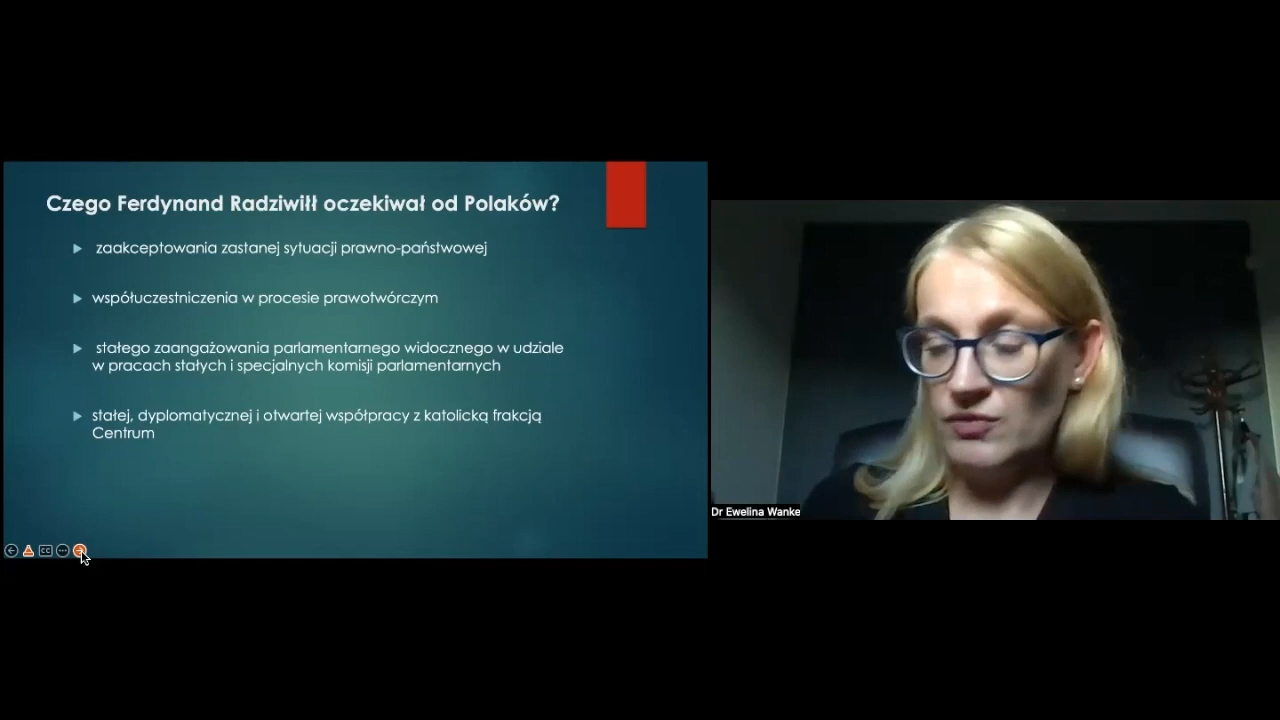 Czego Ferdynand Radziwiłł oczekiwał od Polaków?
zaakceptowania zastanej sytuacji prawno-państwowej
współuczestniczenia w procesie prawotwórczym
stałego zaangażowania parlamentarnego widocznego w udziale
w pracach stałych i specjalnych komisji parlamentarnych
stałej, dyplomatycznej i otwartej współpracy z katolicką frakcją
Centrum
CC
Dr Ewelina Wanke